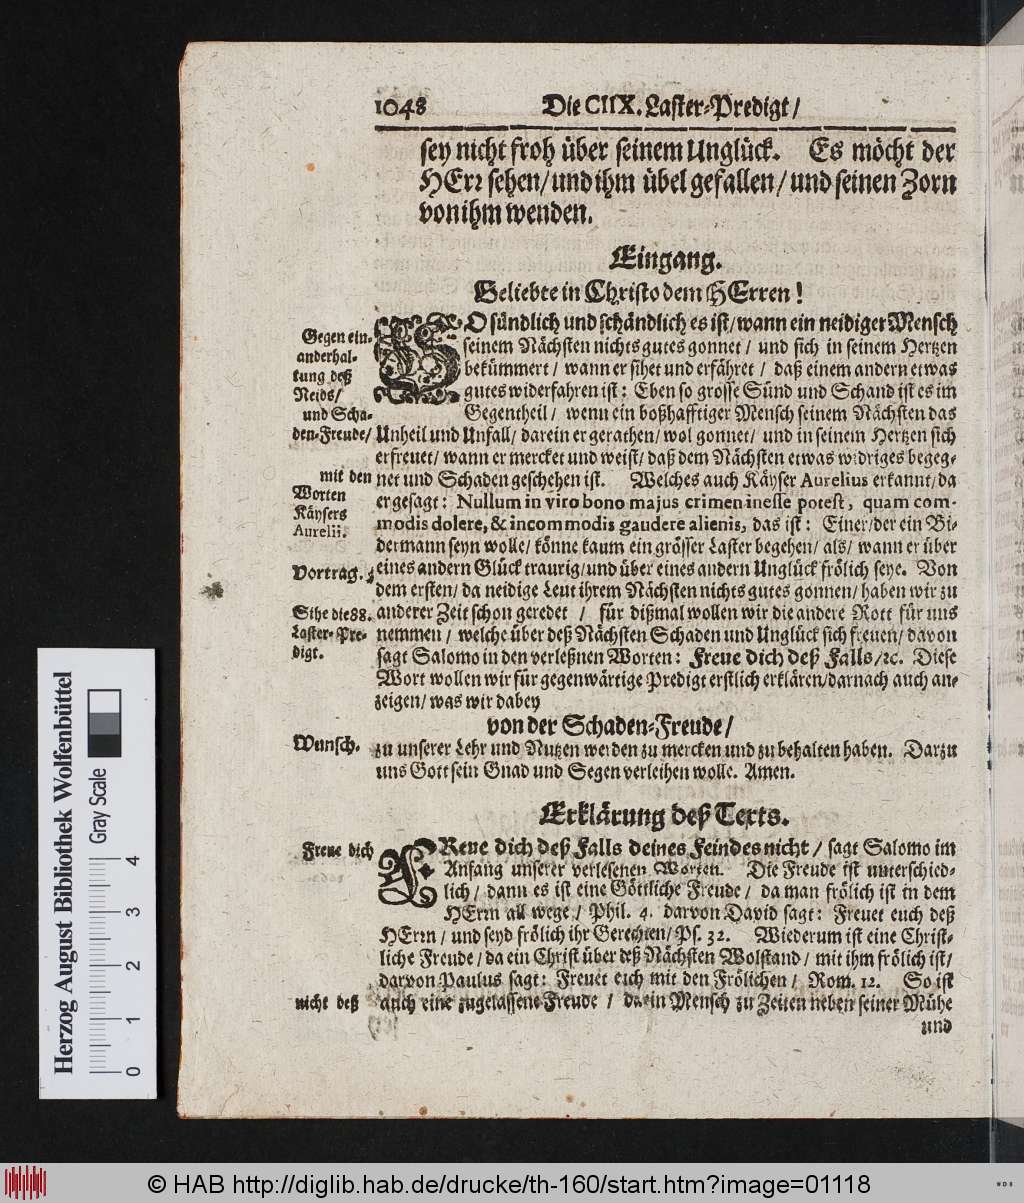 1048 Die CIIX. Laster-Predigt/
sey nicht froh über seinem Unglück. Es möcht der
HErr sehen/ und ihm übel gefallen/ und seinen Zorn
von ihm wenden.
Eingang.
Geliebte in Christo dem HErren!
Gegen ein-
anderhal-
tung deß
Neids/
und Scha-
den-Freude/
mit den
Worten
Käysers
Aurelii.
Vortrag.
Sihe die 88.
Laster-Pre-
digt.
SO sündlich und schändlich es ist/ wann ein neidiger Mensch
seinem Nächsten nichts gutes gonnet/ und sich in seinem Hertzen
bekümmert/ wann er sihet und erfähret/ daß einem andern etwas
gutes widerfahren ist: Eben so grosse Sünd und Schand ist es im
Gegentheil/ wenn ein boßhafftiger Mensch seinem Nächsten das
Unheil und Unfall/ darein er gerathen/ wol gonnet/ und in seinem Hertzen sich
erfreuet/ wann er mercket und weist/ daß dem Nächsten etwas widriges begeg-
net und Schaden geschehen ist. Welches auch Käyser Aurelius erkannt/ da
er gesagt: Nullum in viro bono majus crimen inesse potest, quam com-
modis dolere, & incommodis gaudere alienis, das ist: Einer/ der ein Bi-
dermann seyn wolle/ könne kaum ein grösser Laster begehen/ als/ wann er über
eines andern Glück traurig/ und über eines andern Unglück frölich seye. Von
dem ersten/ da neidige Leut ihrem Nächsten nichts gutes gönnen/ haben wir zu
anderer Zeit schon geredet/ für dißmal wollen wir die andere Rott für uns
nemmen/ welche über deß Nächsten Schaden und Unglück sich freuen/ davon
sagt Salomo in den verleßnen Worten: Freue dich deß Falls/ ꝛc. Diese
Wort wollen wir für gegenwärtige Predigt erstlich erklären/ darnach auch an-
zeigen/ was wir dabey
von der Schaden-Freude/
Wunsch.
zu unserer Lehr und Nutzen werden zu mercken und zu behalten haben. Darzu
uns Gott sein Gnad und Segen verleihen wolle. Amen.
Erklärung deß Texts.
Freue dich
FReue dich deß Falls deines Feindes nicht/ sagt Salomo im
Anfang unserer verlesenen Worten. Die Freude ist unterschied-
lich/ dann es ist eine Göttliche Freude/ da man frölich ist in dem
HErrn allwege/ Phil. 4. darvon David sagt: Freuet euch deß
HErrn/ und seyd frölich ihr Gerechten/ Ps. 32. Wiederum ist eine Christ-
liche Freude/ da ein Christ über deß Nächsten Wolstand/ mit ihm frölich ist/
darvon Paulus sagt: Freuet euch mit den Frölichen/ Rom. 12. So ist
nicht deß
auch eine zugelassene Freude/ da ein Mensch zu Zeiten neben seiner Mühe
und
Herzog August Bibliothek Wolfenbüttel
Gray Scale
0 1 2 3 4
© HAB http://diglib.hab.de/drucke/th-160/start.htm?image=01118